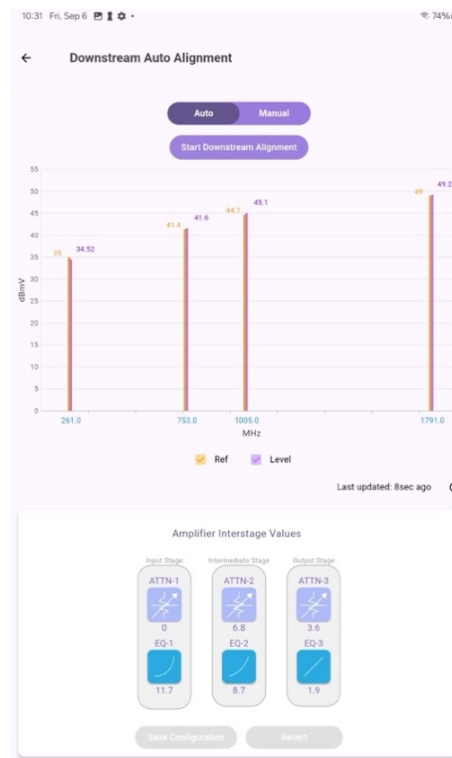 10:31 Fri, Sep 6 74%
Downstream Auto Alignment
Auto Manual
Start Downstream Alignment
55
50
45
40
35
30
25
20
15
10
5
0
dBmV
35 34.52
41.4 41.6
44.7 45.1
49 49.2
261.0 753.0 1005.0 1791.0
MHz
Ref Level
Last updated: 8sec ago
Amplifier Interstage Values
Input Stage Intermediate Stage Output Stage
ATTN-1 ATTN-2 ATTN-3
0 6.8 3.6
EQ-1 EQ-2 EQ-3
11.7 8.7 1.9
Save Configuration Revert